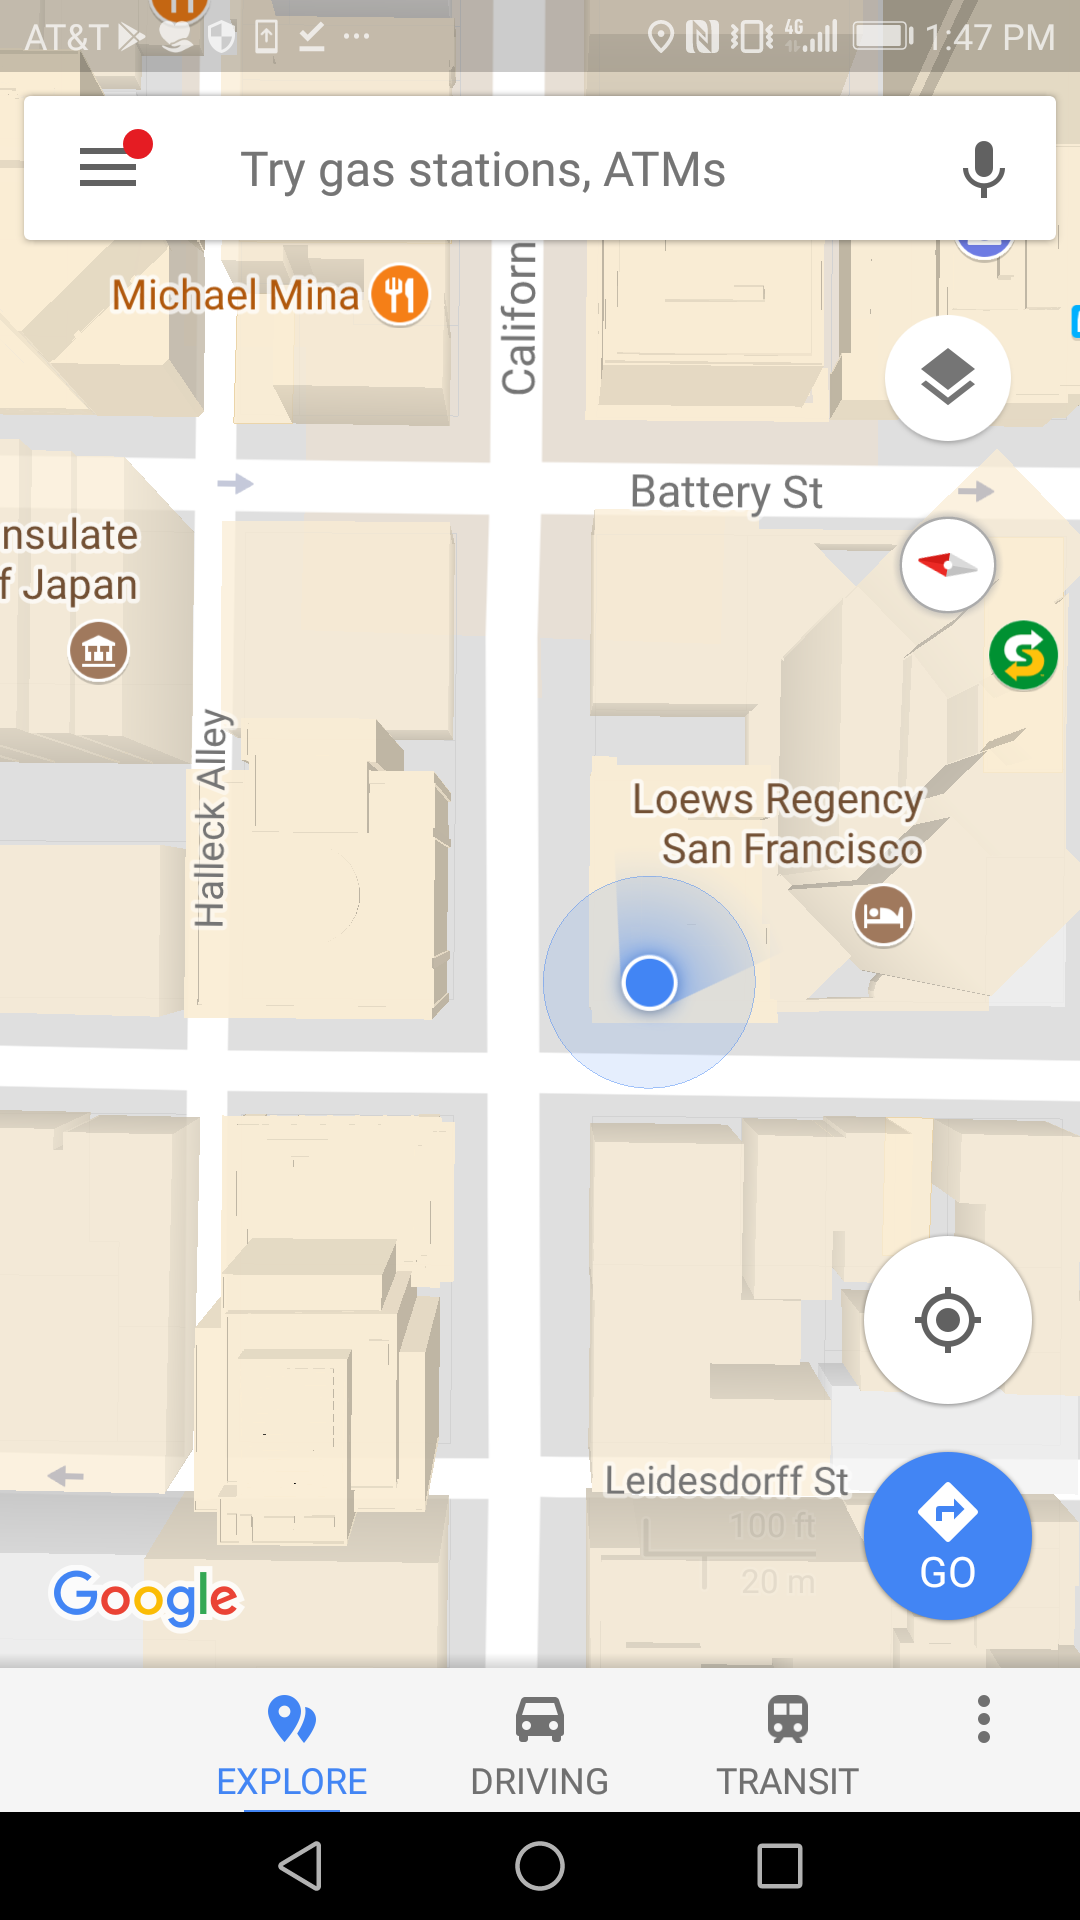 AT&T
4G
1:47 PM
Try gas stations, ATMs
Michael Mina
Californ
Battery St
nsulate
f Japan
Halleck Alley
Loews Regency
San Francisco
Leidesdorff St
100 ft
20 m
GO
Google
EXPLORE
DRIVING
TRANSIT